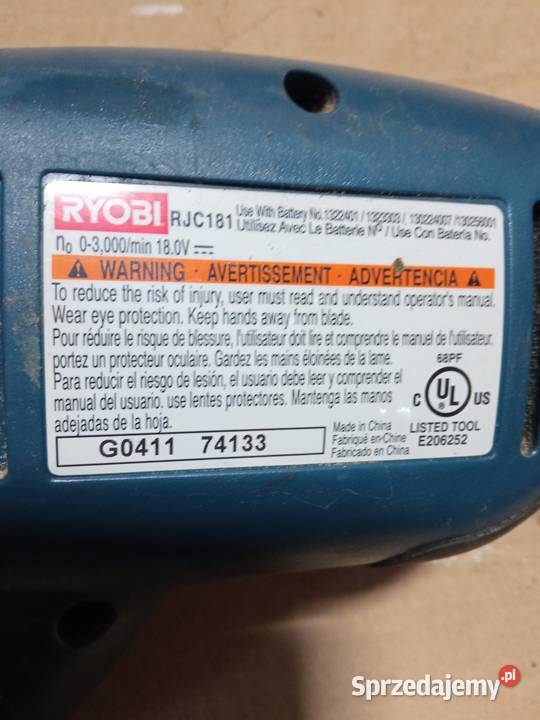 RYOBI RJC181 Use With Battery No.1322401 / 1323303 /. 130224007 /130256001
Utilisez Avec Le Batterie Nº / Use Con Batería No.
n₀ 0-3,000/min 18.0V ⎓
⚠ WARNING · AVERTISSEMENT · ADVERTENCIA ⚠
To reduce the risk of injury, user must read and understand operator's manual.
Wear eye protection. Keep hands away from blade.
Pour réduire le risque de blessure, l'utilisateur doit lire et comprendre le manuel de l'utilisateur.
portez un protecteur oculaire. Gardez les mains éloinées de la lame.
Para reducir el riesgo de lesión, el usuario debe leer y comprender el
manual del usuario. use lentes protectores. Mantenga las manos
adejadas de la hoja.
68PF
C UL US
LISTED TOOL
E206252
G0411 74133
Made in China
Fabriqué en-Chine
Fabricado en China
Sprzedajemy.pl